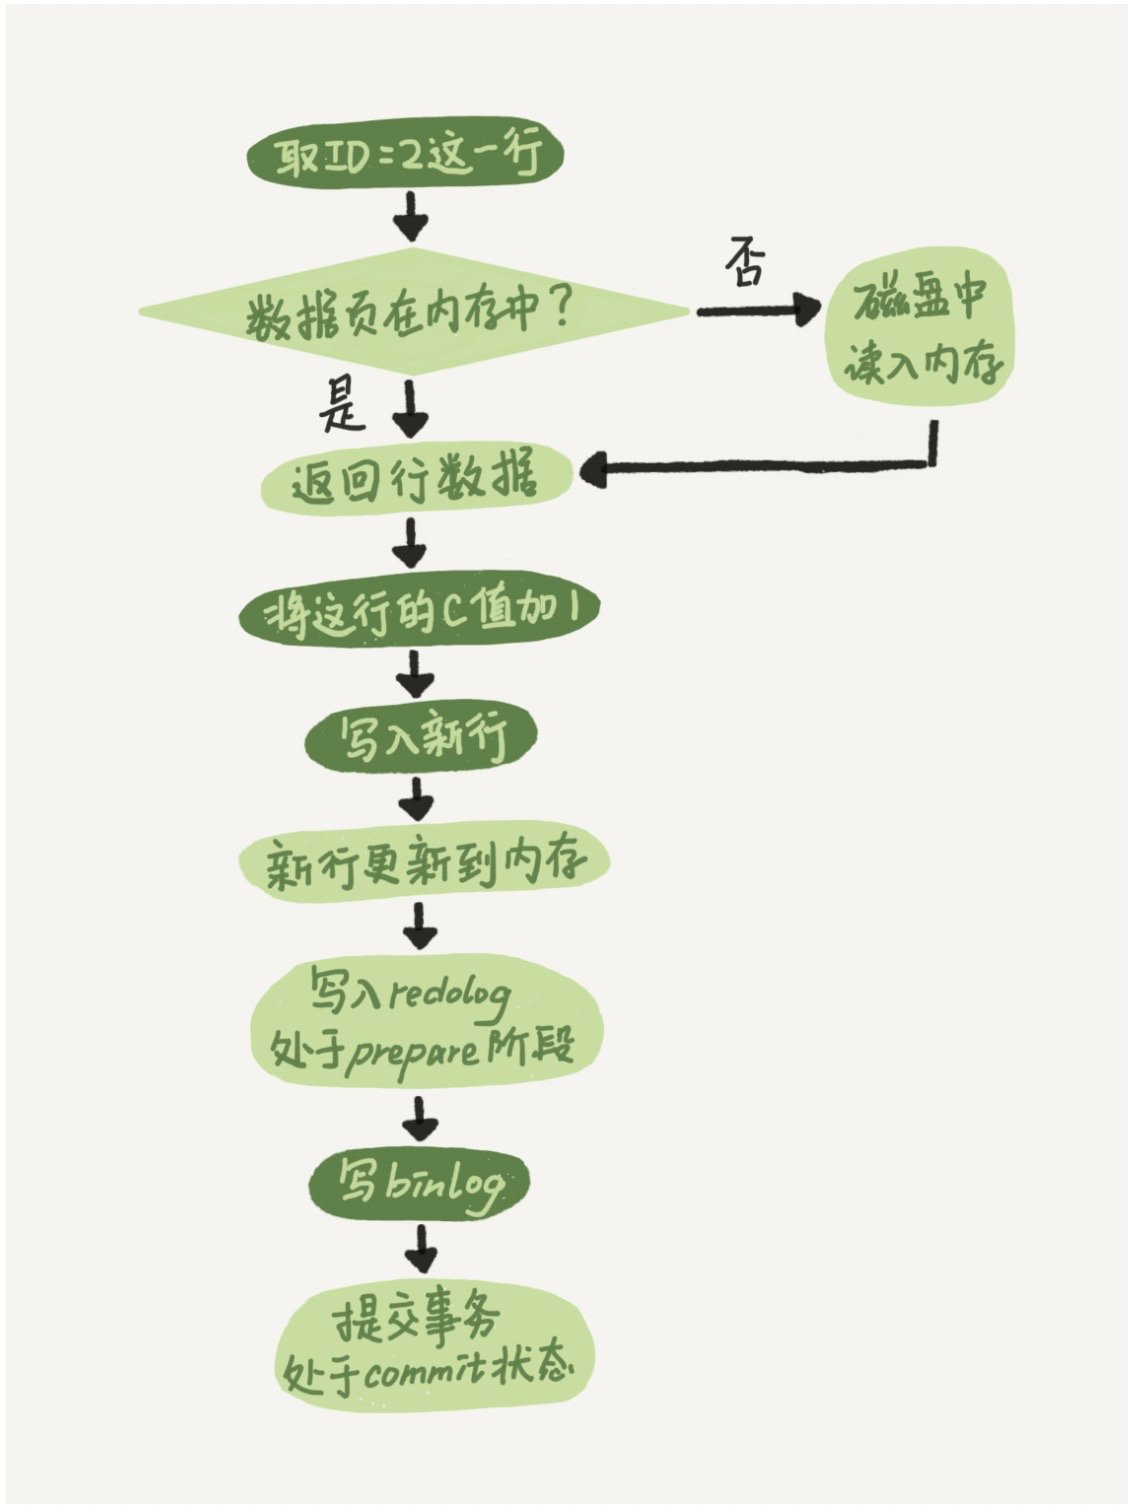 取ID=2这一行
数据页在内存中？
否
磁盘中
读入内存
是
返回行数据
将这行的C值加1
写入新行
新行更新到内存
写入redolog
处于prepare阶段
写binlog
提交事务
处于commit状态